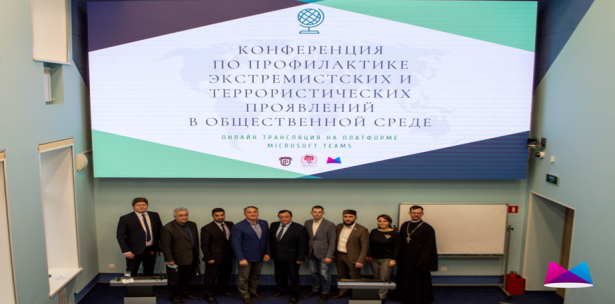 КОНФЕРЕНЦИЯ
ПО ПРОФИЛАКТИКЕ
ЭКСТРЕМИСТСКИХ И
ТЕРРОРИСТИЧЕСКИХ
ПРОЯВЛЕНИЙ
В ОБЩЕСТВЕННОЙ СРЕДЕ
ОНЛАЙН ТРАНСЛЯЦИЯ НА ПЛАТФОРМЕ
MICROSOFT TEAMS